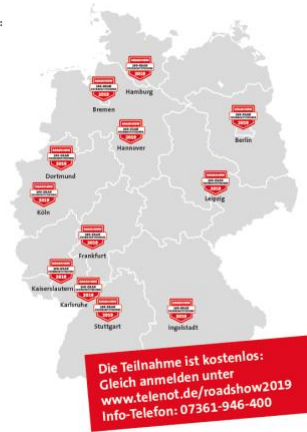 Hamburg
Bremen
Hannover
Berlin
Dortmund
Leipzig
Köln
Frankfurt
Kaiserslautern
Karlsruhe
Stuttgart
Ingolstadt
Die Teilnahme ist kostenlos:
Gleich anmelden unter
www.telenot.de/roadshow2019
Info-Telefon: 07361-946-400